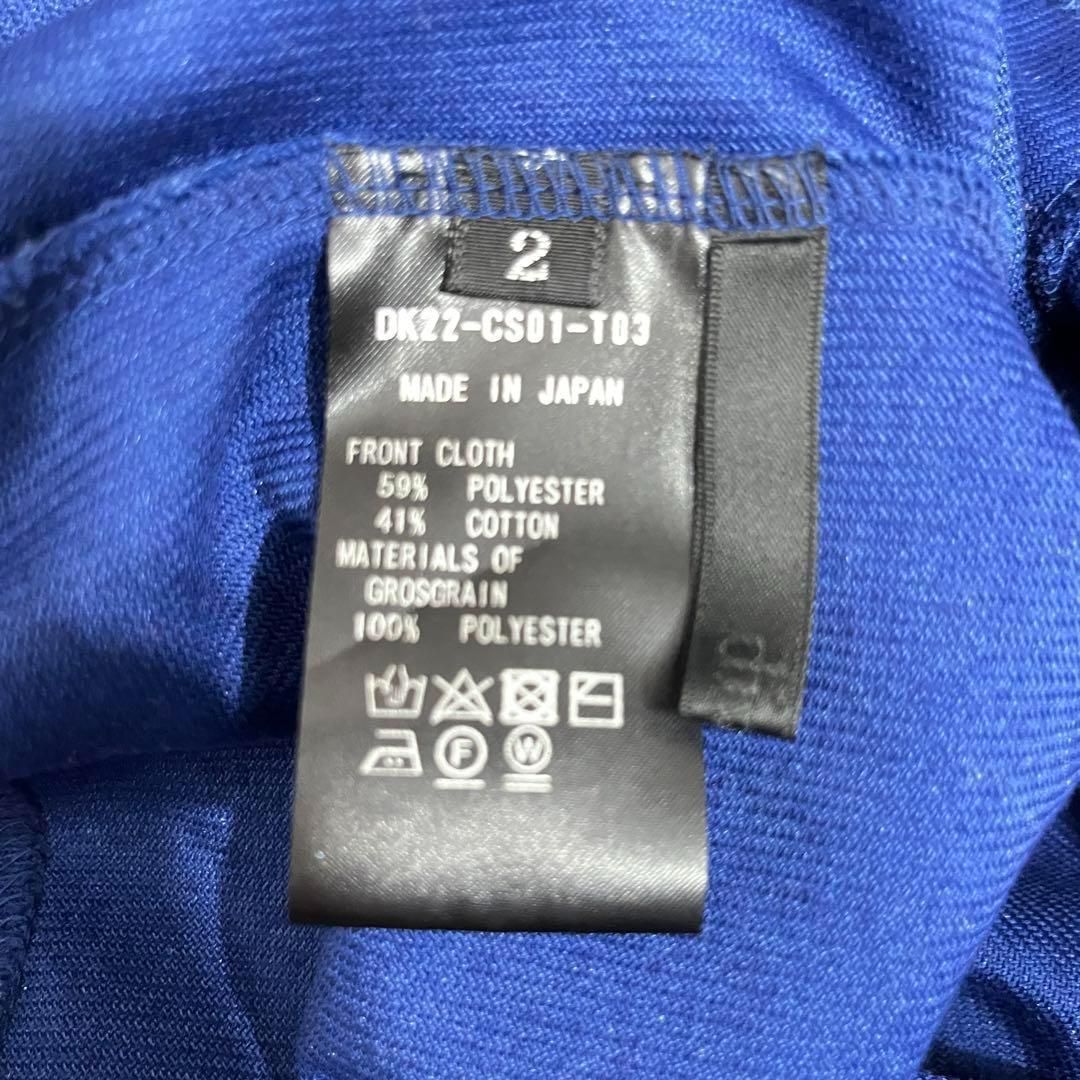 2
DK22-CS01-T03
MADE IN JAPAN
FRONT CLOTH
59% POLYESTER
41% COTTON
MATERIALS OF
GROSGRAIN
100% POLYESTER
F
W